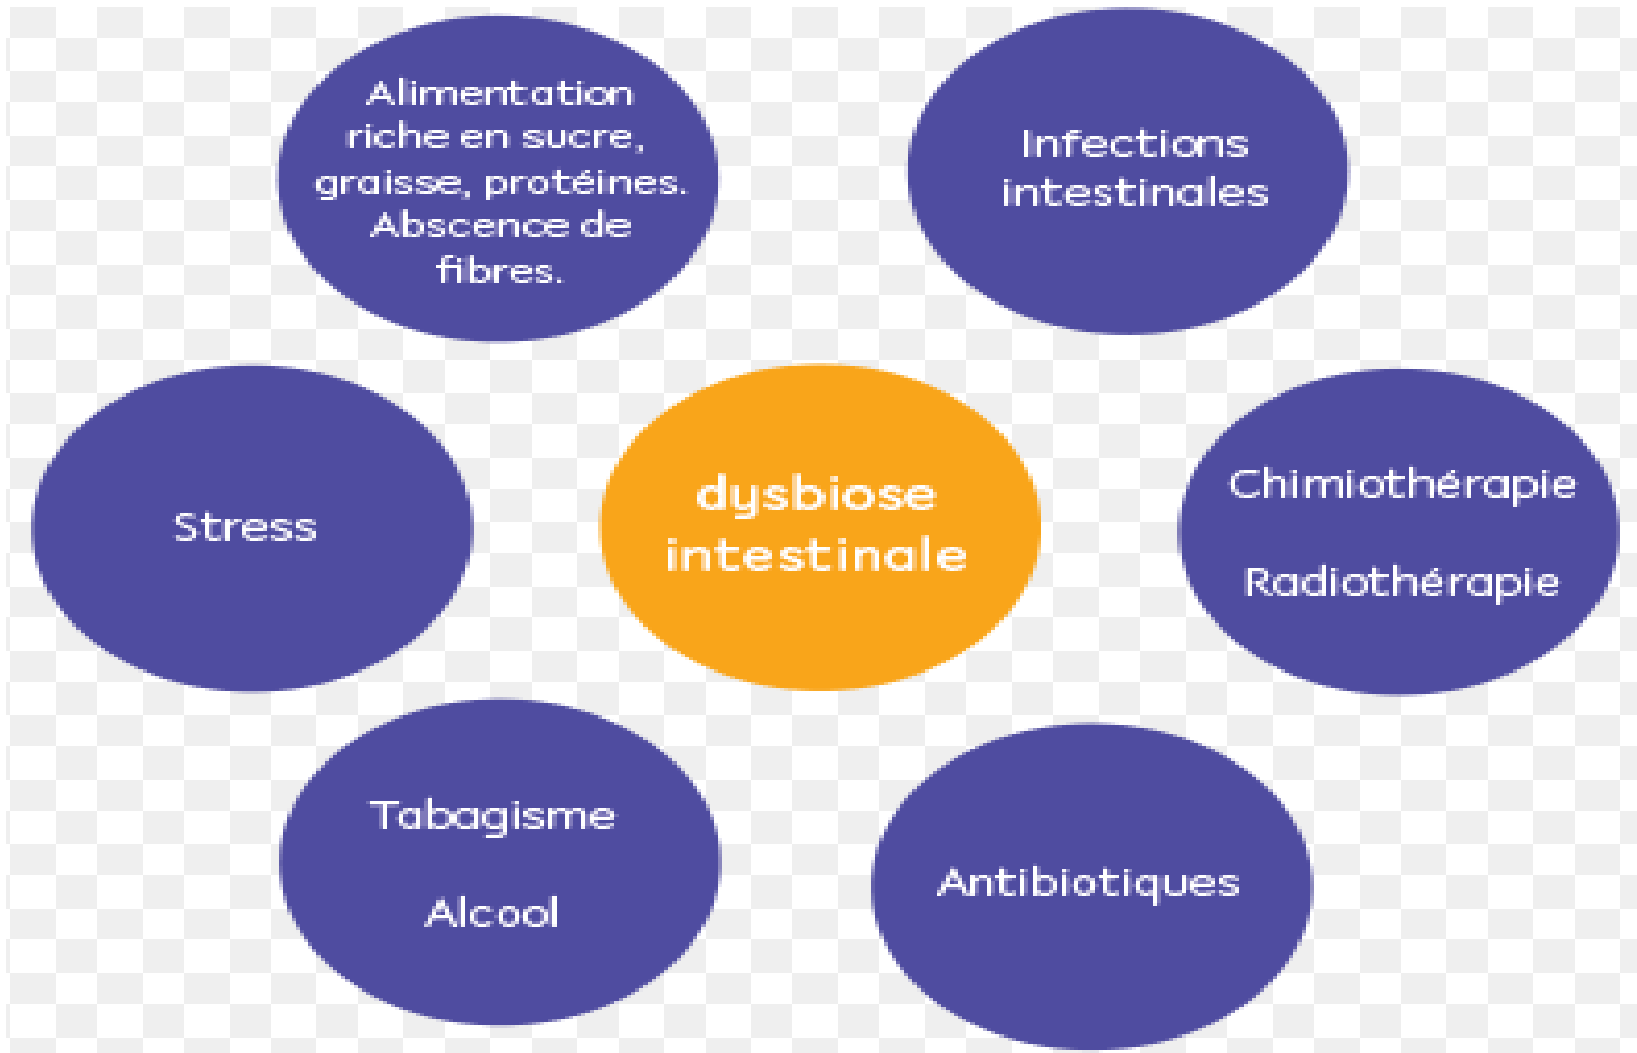 Alimentation
riche en sucre,
graisse, protéines.
Abscence de
fibres.
Infections
intestinales
Stress
dysbiose
intestinale
Chimiothérapie
Radiothérapie
Tabagisme
Alcool
Antibiotiques